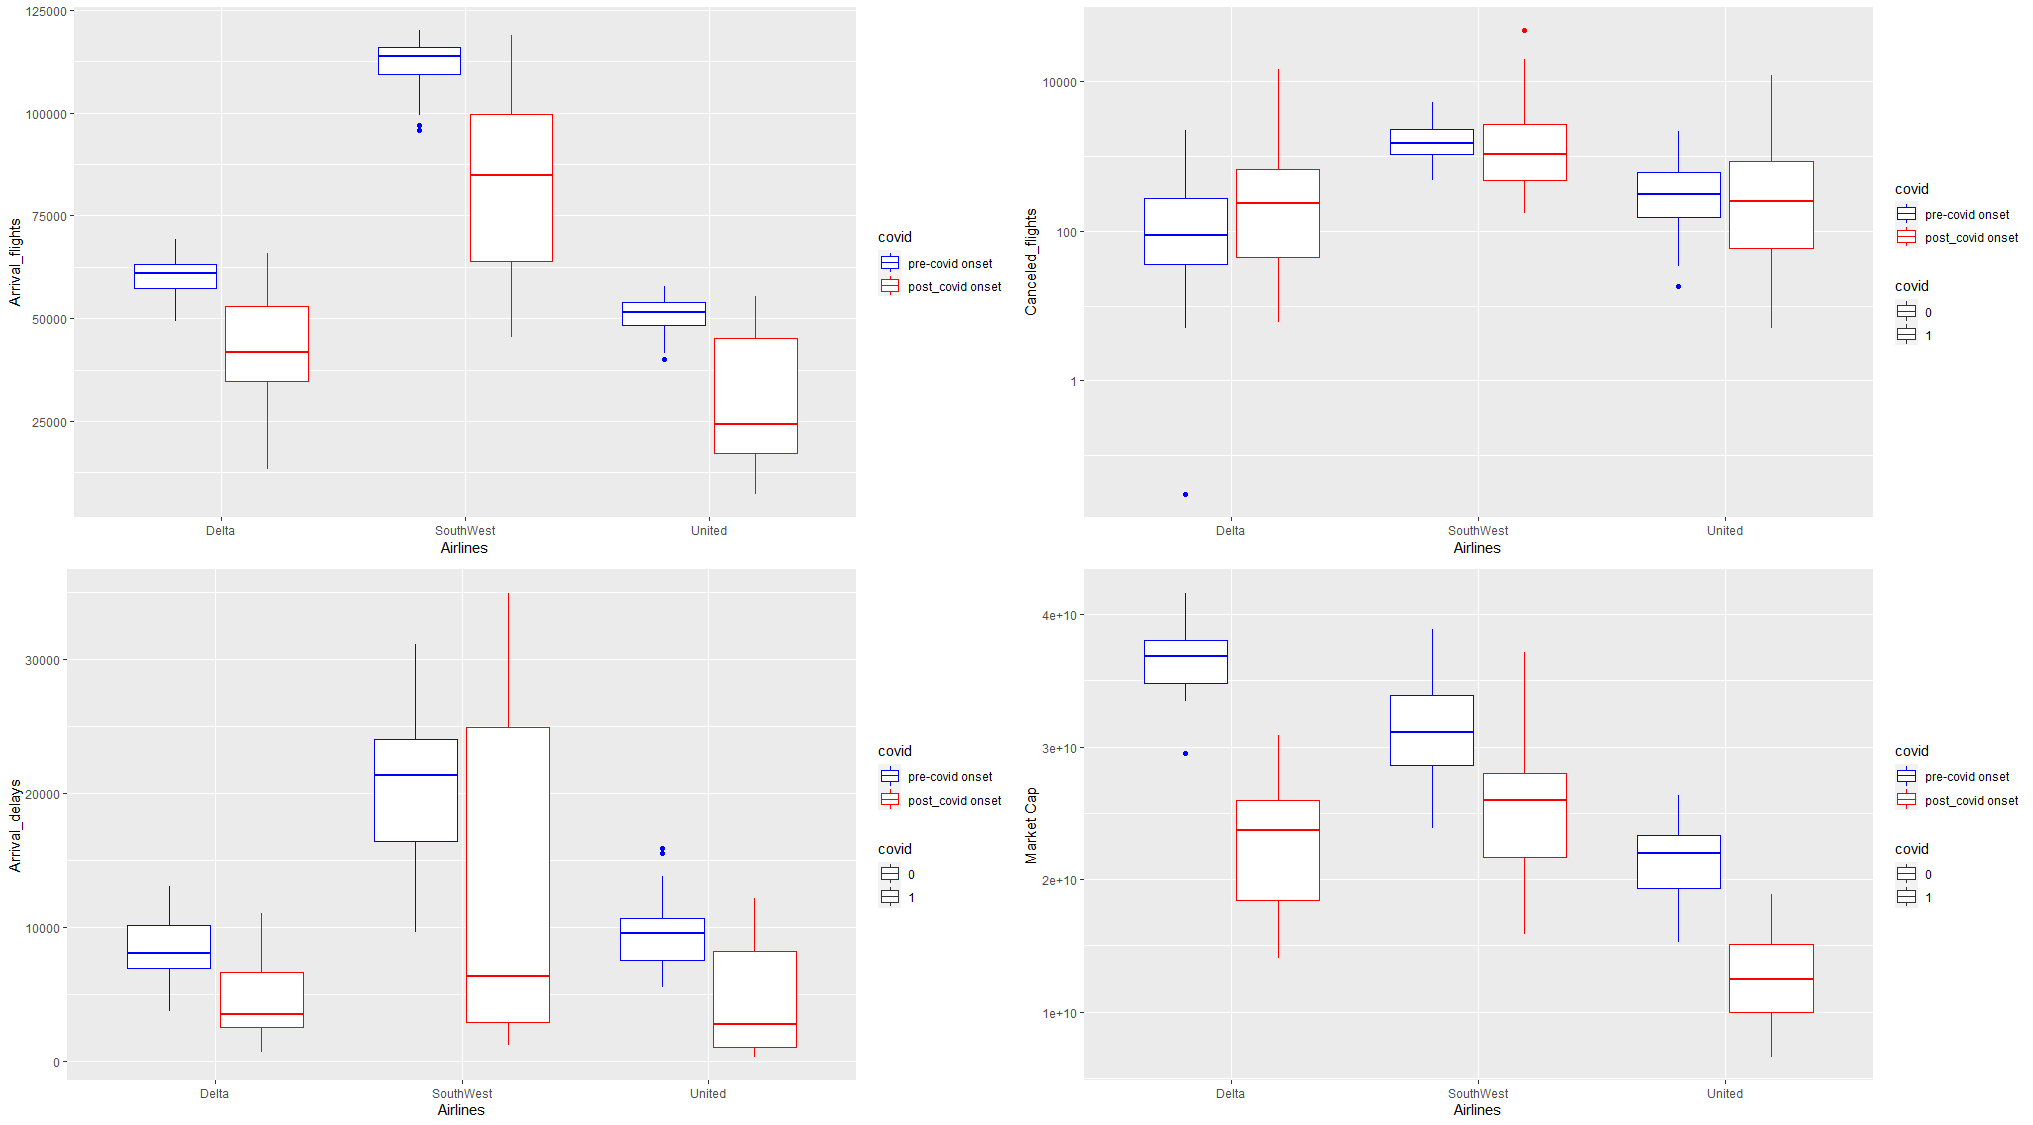 125000
100000
75000
50000
25000
Arrival_flights
Delta
SouthWest
United
Airlines
covid
pre-covid onset
post_covid onset
10000
100
1
Canceled_flights
Delta
SouthWest
United
Airlines
covid
pre-covid onset
post_covid onset
covid
0
1
30000
20000
10000
0
Arrival_delays
Delta
SouthWest
United
Airlines
covid
pre-covid onset
post_covid onset
covid
0
1
4e+10
3e+10
2e+10
1e+10
Market Cap
Delta
SouthWest
United
Airlines
covid
pre-covid onset
post_covid onset
covid
0
1